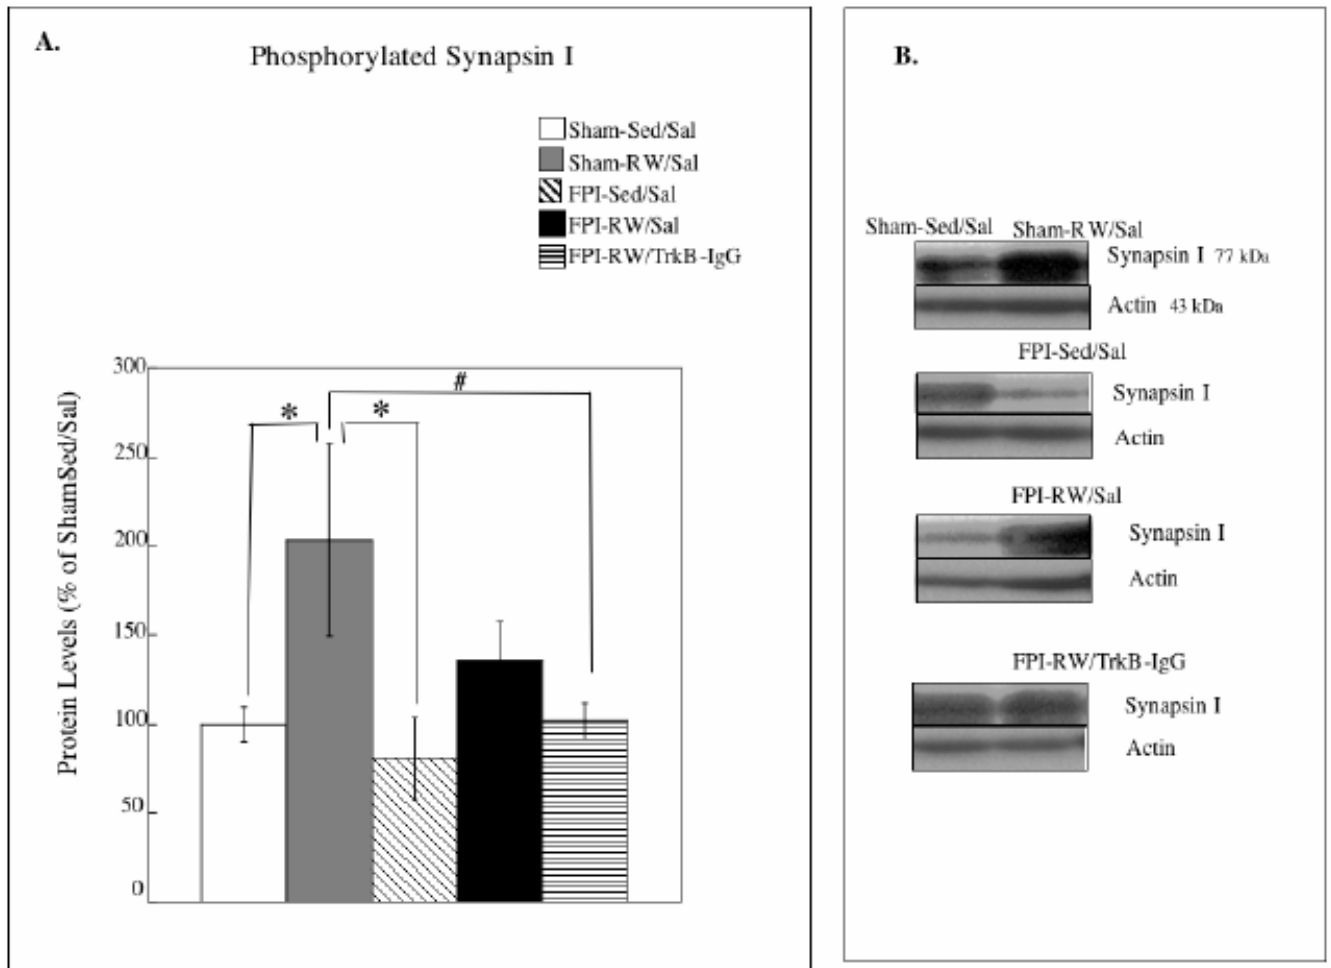 A.
Phosphorylated Synapsin I
Sham-Sed/Sal
Sham-RW/Sal
FPI-Sed/Sal
FPI-RW/Sal
FPI-RW/TrkB-IgG
Protein Levels (% of ShamSed/Sal)
300
250
200
150
100
50
0
*
*
#
B.
Sham-Sed/Sal Sham-RW/Sal
Synapsin I 77 kDa
Actin 43 kDa
FPI-Sed/Sal
Synapsin I
Actin
FPI-RW/Sal
Synapsin I
Actin
FPI-RW/TrkB-IgG
Synapsin I
Actin